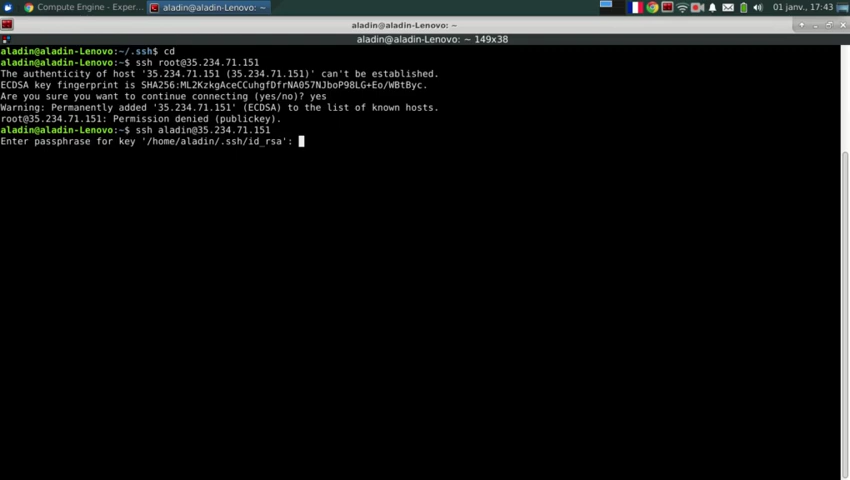 Compute Engine - Exper...
aladin@aladin-Lenovo: ~
01 janv., 17:43
aladin@aladin-Lenovo: ~
aladin@aladin-Lenovo: ~ 149x38
aladin@aladin-Lenovo:~/.ssh$ cd
aladin@aladin-Lenovo:~$ ssh root@35.234.71.151
The authenticity of host '35.234.71.151 (35.234.71.151)' can't be established.
ECDSA key fingerprint is SHA256:ML2KzkgAceCCuhgfDfrNA057NJboP98LG+Eo/WBtByc.
Are you sure you want to continue connecting (yes/no)? yes
Warning: Permanently added '35.234.71.151' (ECDSA) to the list of known hosts.
root@35.234.71.151: Permission denied (publickey).
aladin@aladin-Lenovo:~$ ssh aladin@35.234.71.151
Enter passphrase for key '/home/aladin/.ssh/id_rsa':